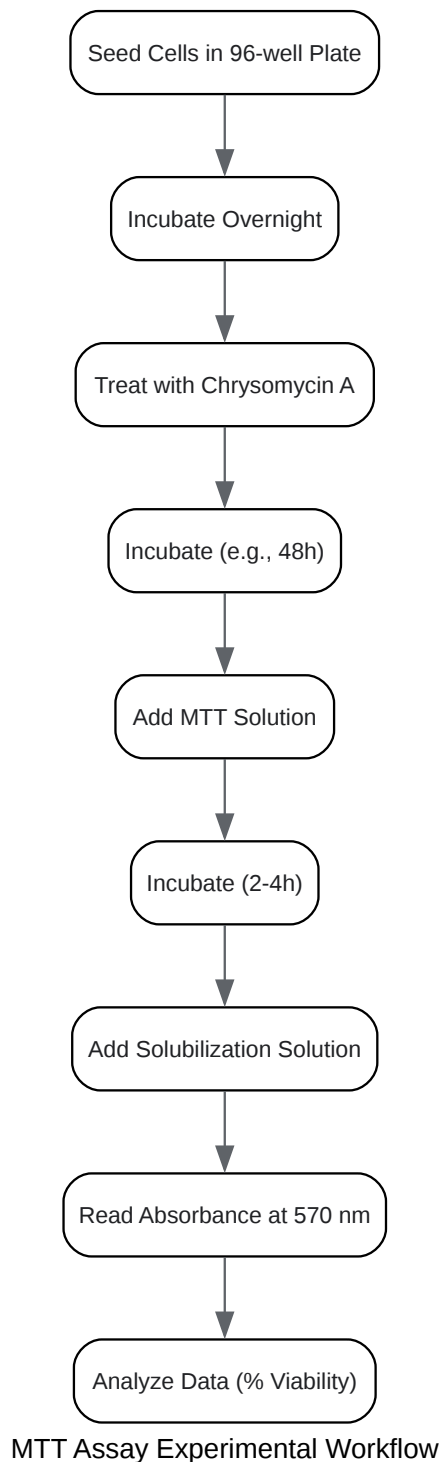 Seed Cells in 96-well Plate
Incubate Overnight
Treat with Chrysomycin A
Incubate (e.g., 48h)
Add MTT Solution
Incubate (2-4h)
Add Solubilization Solution
Read Absorbance at 570 nm
Analyze Data (% Viability)
MTT Assay Experimental Workflow